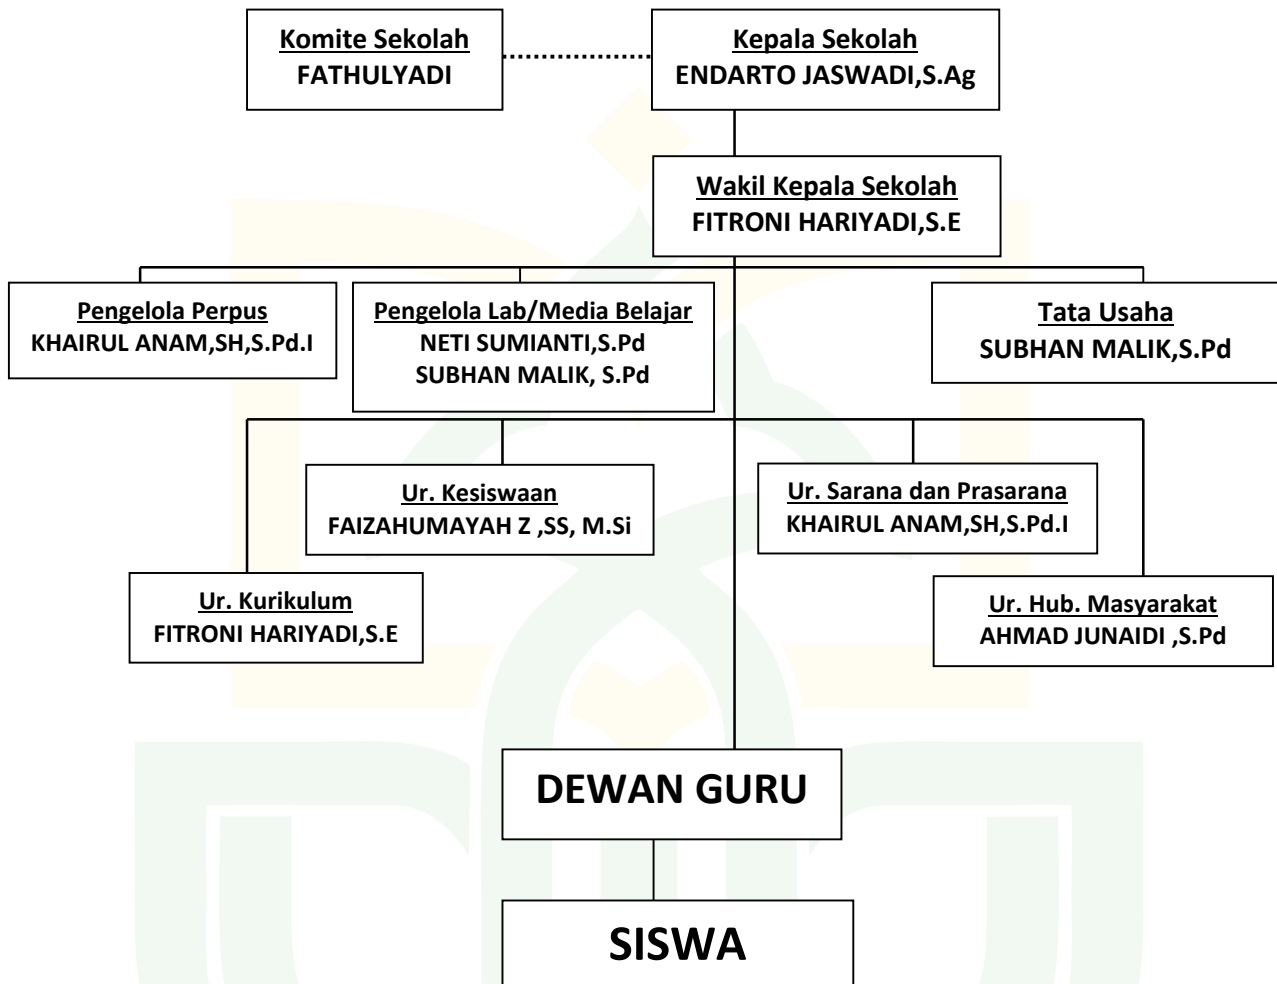 Komite Sekolah
FATHULYADI
Kepala Sekolah
ENDARTO JASWADI,S.Ag
Wakil Kepala Sekolah
FITRONI HARIYADI,S.E
Pengelola Perpus
KHAIRUL ANAM,SH,S.Pd.I
Pengelola Lab/Media Belajar
NETI SUMIANTI,S.Pd
SUBHAN MALIK, S.Pd
Tata Usaha
SUBHAN MALIK,S.Pd
Ur. Kesiswaan
FAIZAHUMAYAH Z ,SS, M.Si
Ur. Sarana dan Prasarana
KHAIRUL ANAM,SH,S.Pd.I
Ur. Kurikulum
FITRONI HARIYADI,S.E
Ur. Hub. Masyarakat
AHMAD JUNAIDI ,S.Pd
DEWAN GURU
SISWA